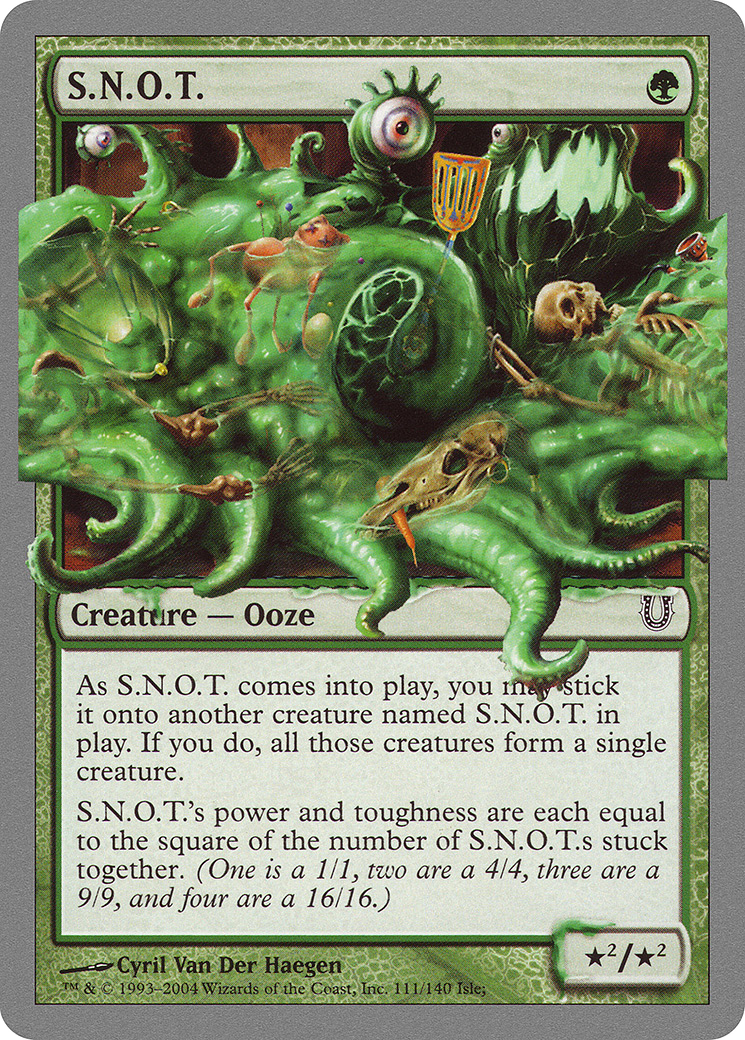 S.N.O.T.
Creature — Ooze
As S.N.O.T. comes into play, you may stick
it onto another creature named S.N.O.T. in
play. If you do, all those creatures form a single
creature.
S.N.O.T.'s power and toughness are each equal
to the square of the number of S.N.O.T.s stuck
together. (One is a 1/1, two are a 4/4, three are a
9/9, and four are a 16/16.)
★²/★²
Cyril Van Der Haegen
™ & © 1993–2004 Wizards of the Coast, Inc. 111/140 Isle;